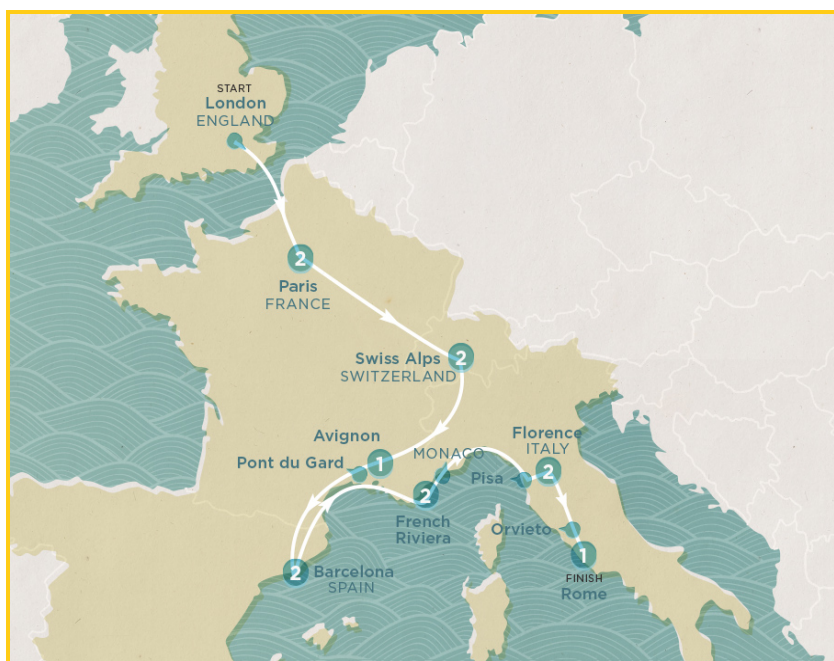 START
London
ENGLAND
2
Paris
FRANCE
2
Swiss Alps
SWITZERLAND
Avignon
1
Pont du Gard
MONACO
Florence
ITALY
2
Pisa
2
French
Riviera
Orvieto
1
FINISH
Rome
2
Barcelona
SPAIN